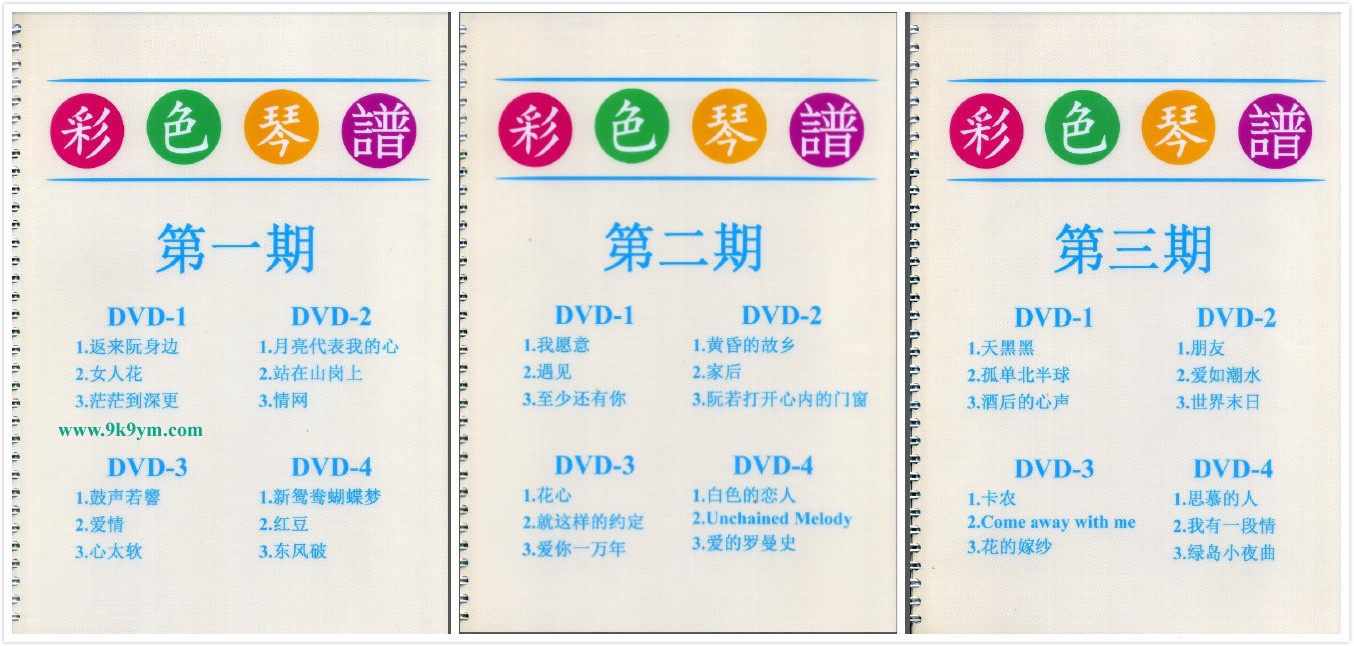 彩色琴譜
第一期
DVD-1
1.返来阮身边
2.女人花
3.茫茫到深更
DVD-2
1.月亮代表我的心
2.站在山岗上
3.情网
www.9k9ym.com
DVD-3
1.鼓声若響
2.爱情
3.心太软
DVD-4
1.新鸳鸯蝴蝶梦
2.红豆
3.东风破
彩色琴譜
第二期
DVD-1
1.我愿意
2.遇见
3.至少还有你
DVD-2
1.黄昏的故乡
2.家后
3.阮若打开心内的门窗
DVD-3
1.花心
2.就这样的约定
3.爱你一万年
DVD-4
1.白色的恋人
2.Unchained Melody
3.爱的罗曼史
彩色琴譜
第三期
DVD-1
1.天黑黑
2.孤单北半球
3.酒后的心声
DVD-2
1.朋友
2.爱如潮水
3.世界末日
DVD-3
1.卡农
2.Come away with me
3.花的嫁纱
DVD-4
1.思慕的人
2.我有一段情
3.绿岛小夜曲